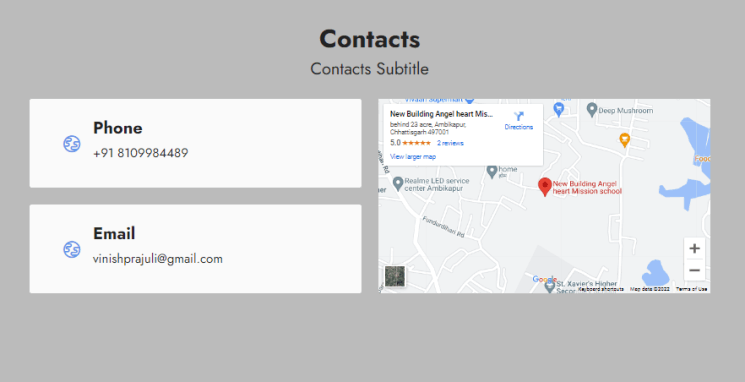 Contacts
Contacts Subtitle
Phone
+91 8109984489
Email
vinishprajuli@gmail.com
Vivaan Superman
New Building Angel heart Mis...
behind 23 acre, Ambikapur,
Chhattisgarh 497001
5.0 ★★★★★ 2 reviews
View larger map
Directions
Deep Mushroom
home
Realme LED service
center Ambikapur
New Building Angel
heart Mission school
Fundurdihari Rd
Google
St. Xavier's Higher
Keyboard shortcuts
Map data ©2022
Terms of Use